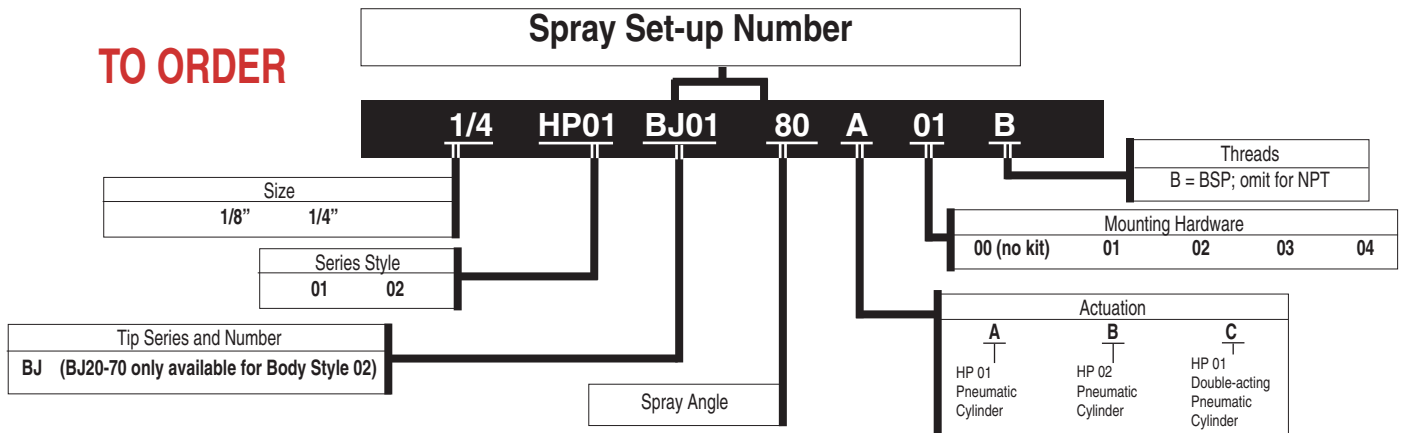 Spray Set-up Number
TO ORDER
1/4 HP01 BJ01 80 A 01 B
Threads
B = BSP; omit for NPT
Size
1/8” 1/4”
Mounting Hardware
00 (no kit) 01 02 03 04
Series Style
01 02
Actuation
A B C
HP 01
Pneumatic
Cylinder
HP 02
Pneumatic
Cylinder
HP 01
Double-acting
Pneumatic
Cylinder
Tip Series and Number
BJ (BJ20-70 only available for Body Style 02)
Spray Angle